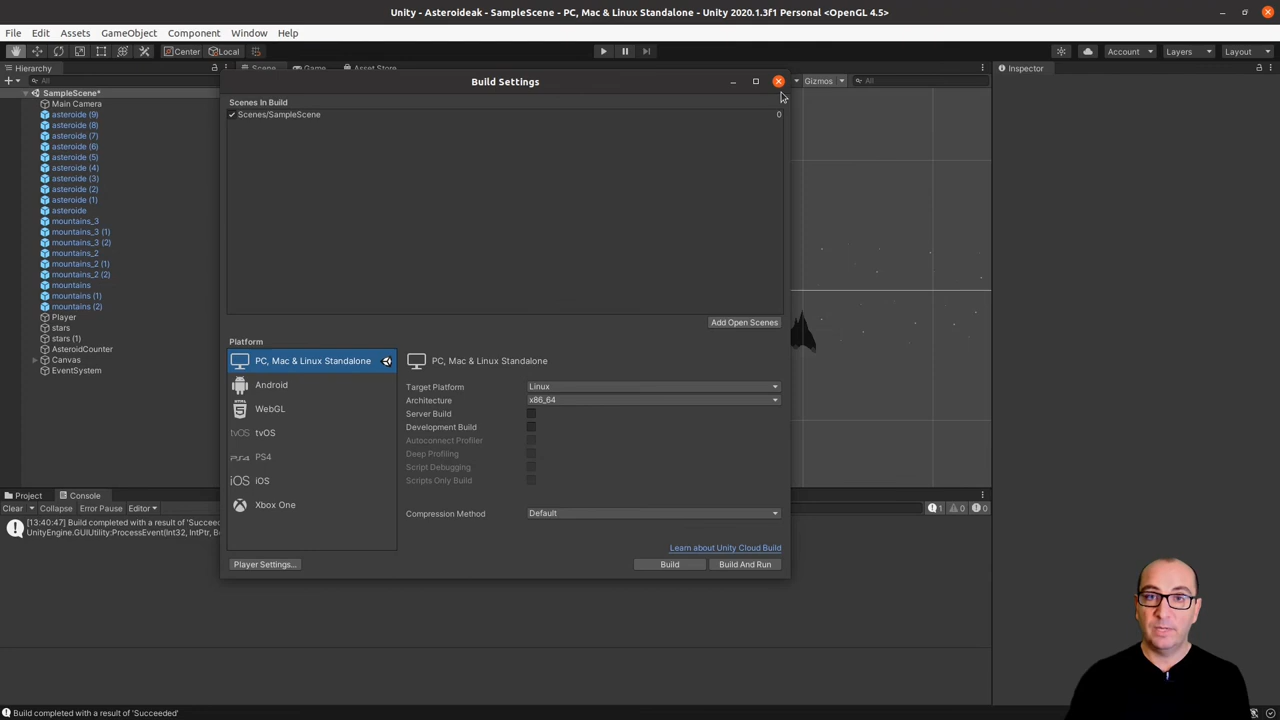 Unity - Asteroideak - SampleScene - PC, Mac & Linux Standalone - Unity 2020.1.3f1 Personal <OpenGL 4.5>
File Edit Assets GameObject Component Window Help
Center Local Account Layers Layout
Hierarchy Scene Game Asset Store Inspector
All Build Settings Gizmos All
SampleScene*
Main Camera
asteroide (9)
asteroide (8)
asteroide (7)
asteroide (6)
asteroide (5)
asteroide (4)
asteroide (3)
asteroide (2)
asteroide (1)
asteroide
mountains_3
mountains_3 (1)
mountains_3 (2)
mountains_2
mountains_2 (1)
mountains_2 (2)
mountains
mountains (1)
mountains (2)
Player
stars
stars (1)
AsteroidCounter
Canvas
EventSystem
Scenes In Build
Scenes/SampleScene 0
Add Open Scenes
Platform
PC, Mac & Linux Standalone
Android
WebGL
tvOS tvOS
PS4 PS4
iOS iOS
Xbox One
PC, Mac & Linux Standalone
Target Platform Linux
Architecture x86_64
Server Build
Development Build
Autoconnect Profiler
Deep Profiling
Script Debugging
Scripts Only Build
Compression Method Default
Learn about Unity Cloud Build
Player Settings... Build Build And Run
Project Console
Clear Collapse Error Pause Editor 1 0 0
[13:40:47] Build completed with a result of 'Succeed
UnityEngine.GUIUtility:ProcessEvent(Int32, IntPtr, Bo
Build completed with a result of 'Succeeded'